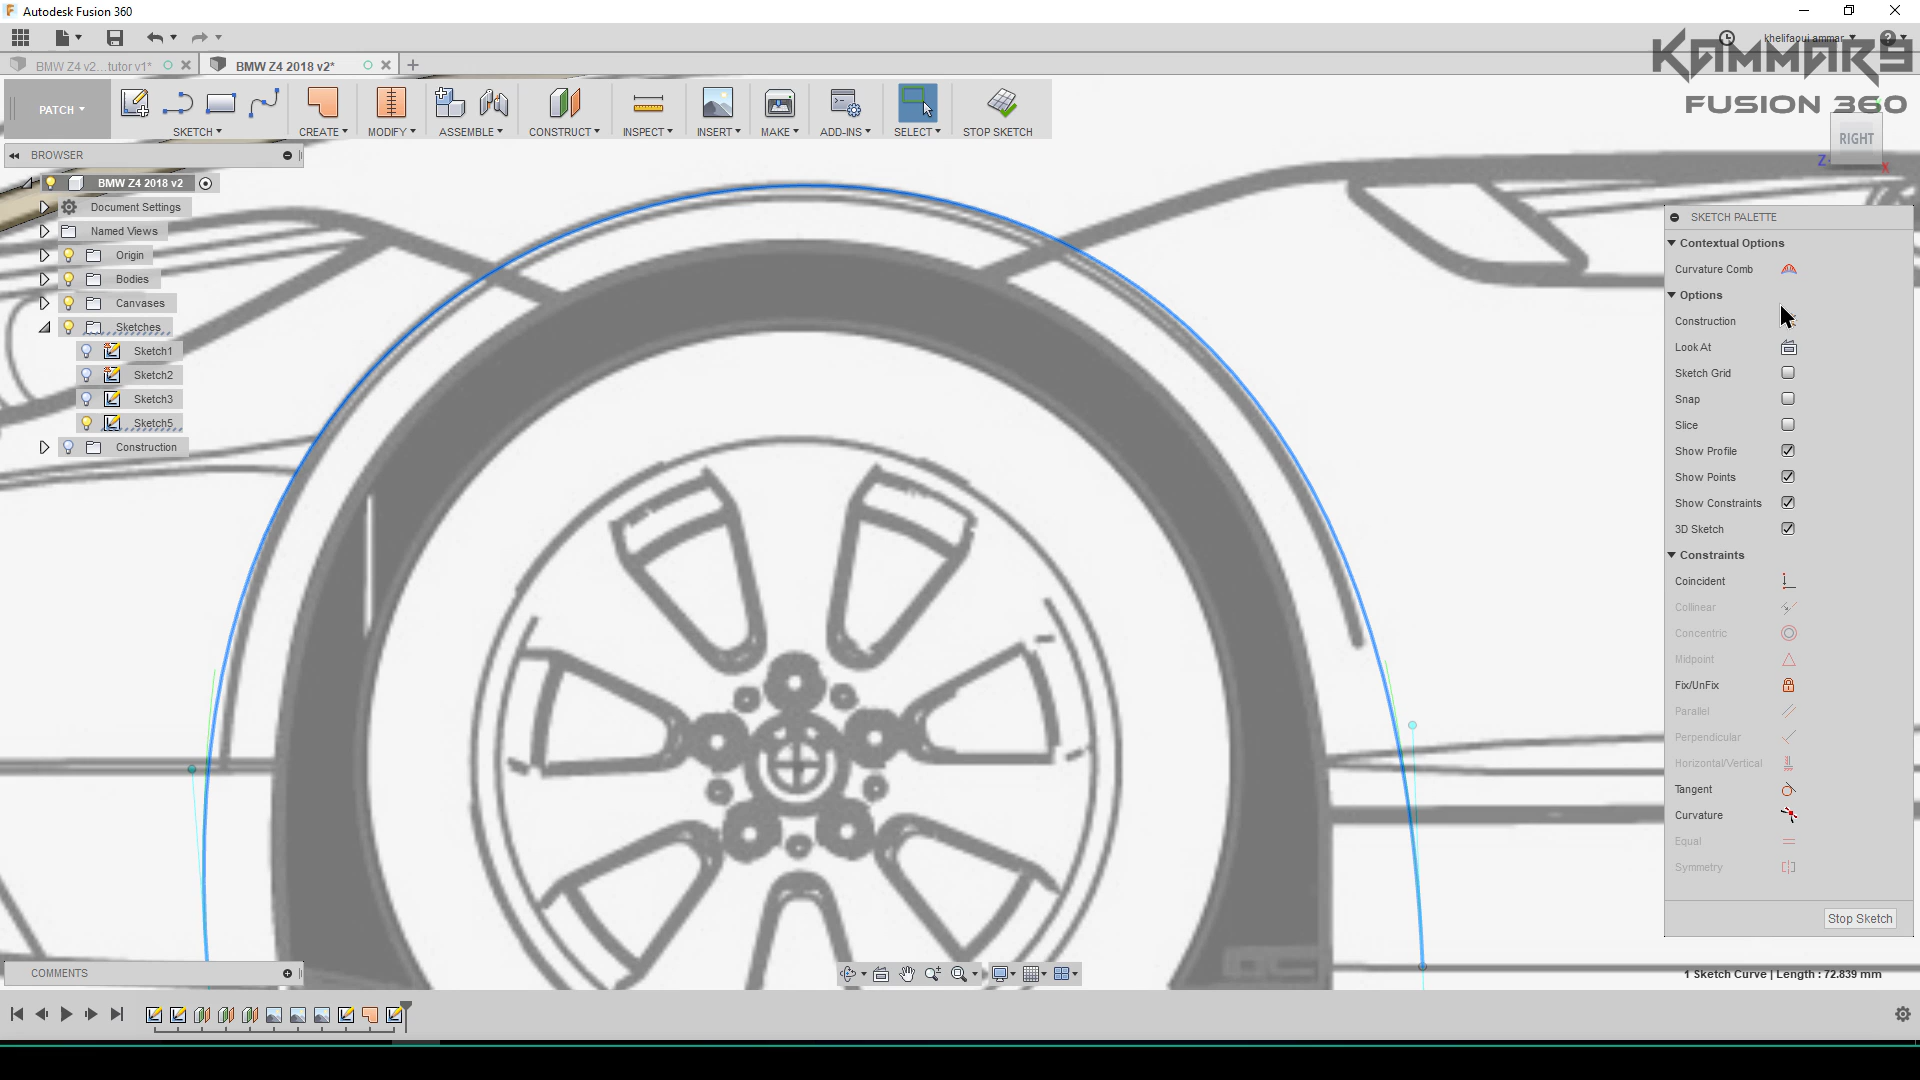 Autodesk Fusion 360
khelifaoui ammar
BMW Z4 v2...tutor v1*
BMW Z4 2018 v2*
KAMMAR9
FUSION 360
PATCH
SKETCH
CREATE
MODIFY
ASSEMBLE
CONSTRUCT
INSPECT
INSERT
MAKE
ADD-INS
SELECT
STOP SKETCH
RIGHT
Z
X
BROWSER
BMW Z4 2018 v2
Document Settings
Named Views
Origin
Bodies
Canvases
Sketches
Sketch1
Sketch2
Sketch3
Sketch5
Construction
SKETCH PALETTE
Contextual Options
Curvature Comb
Options
Construction
Look At
Sketch Grid
Snap
Slice
Show Profile
Show Points
Show Constraints
3D Sketch
Constraints
Coincident
Collinear
Concentric
Midpoint
Fix/UnFix
Parallel
Perpendicular
Horizontal/Vertical
Tangent
Curvature
Equal
Symmetry
Stop Sketch
COMMENTS
1 Sketch Curve | Length : 72.839 mm